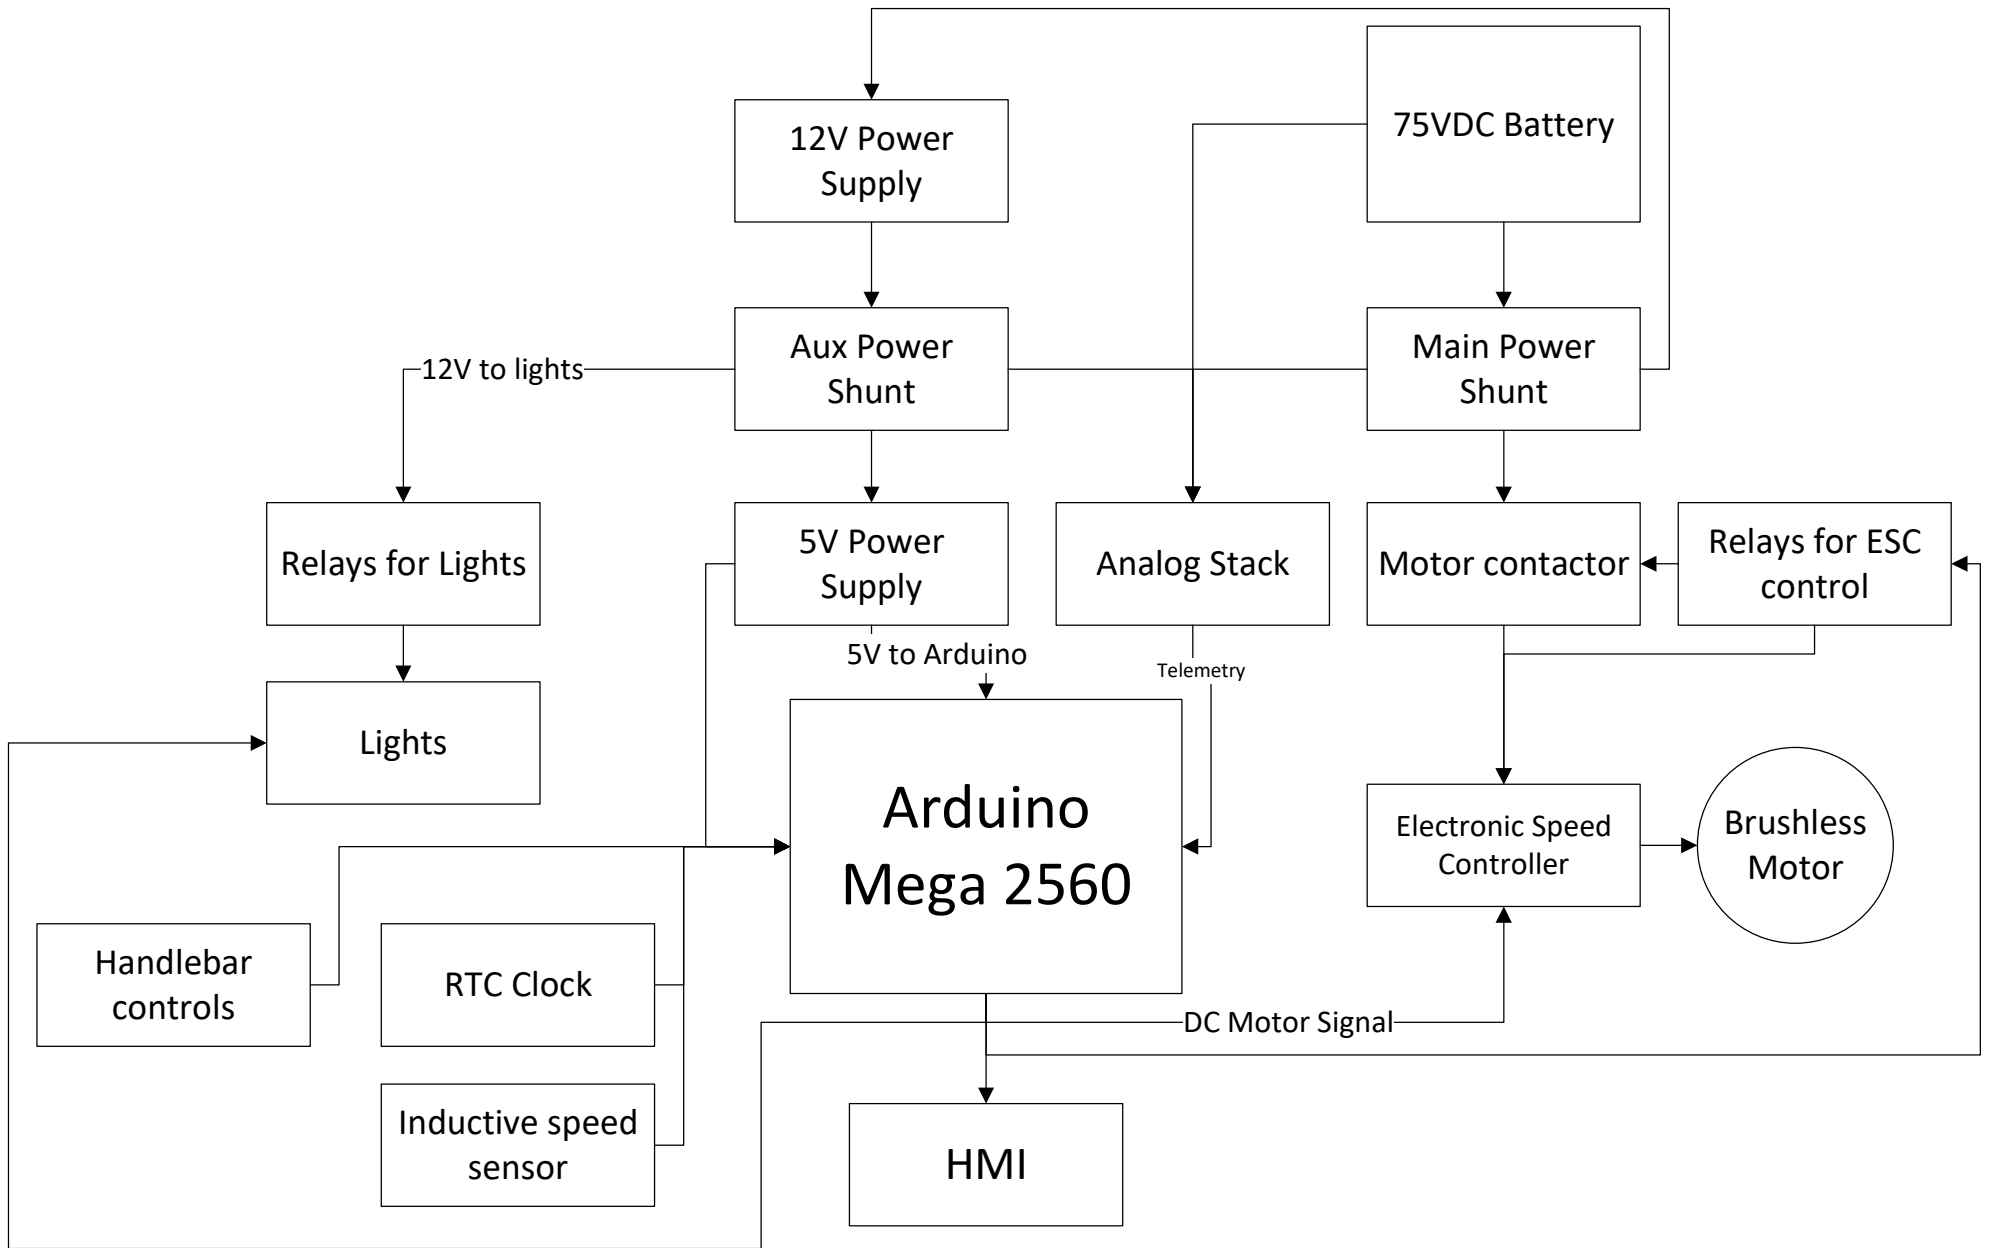 75VDC Battery
12V Power
Supply
Aux Power
Shunt
Main Power
Shunt
12V to lights
Relays for Lights
5V Power
Supply
Analog Stack
Motor contactor
Relays for ESC
control
5V to Arduino
Telemetry
Lights
Arduino
Mega 2560
Electronic Speed
Controller
Brushless
Motor
Handlebar
controls
RTC Clock
DC Motor Signal
Inductive speed
sensor
HMI